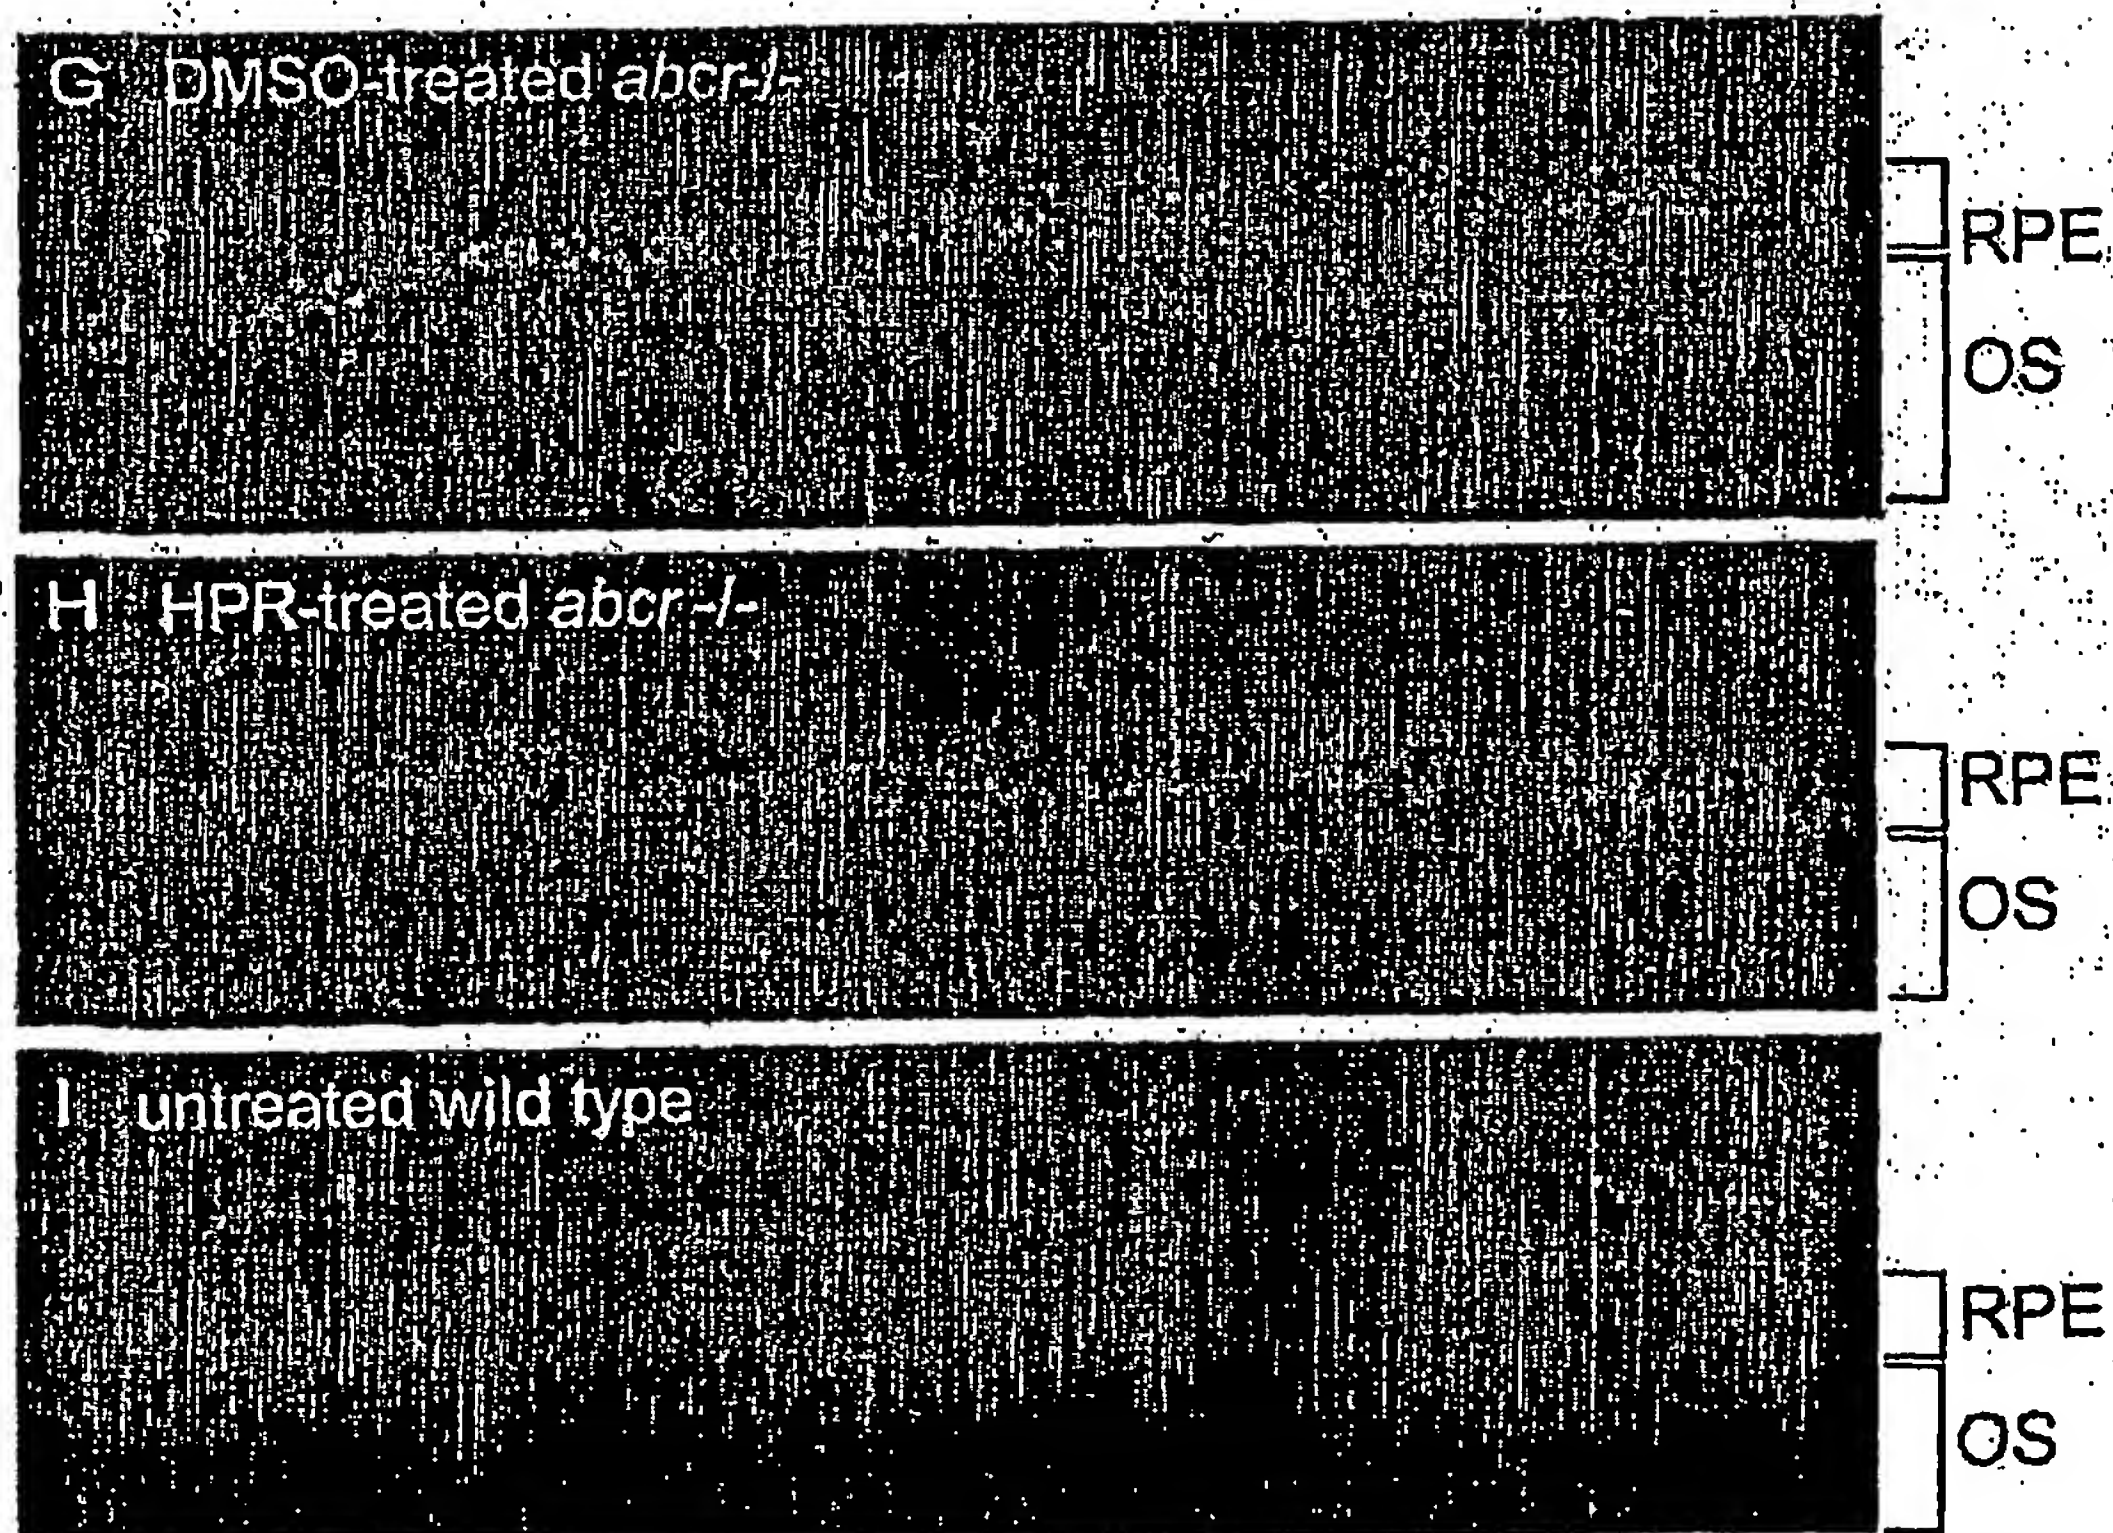 G DMSO-treated abcr-/-
RPE
OS
H HPR-treated abcr -/-
RPE
OS
I untreated wild type
RPE
OS